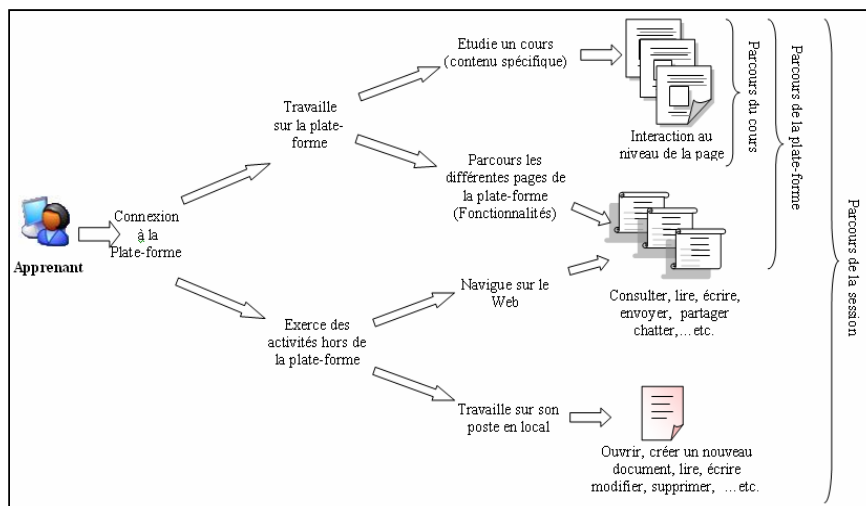 Apprenant
Connexion
à la
Plate-forme
Travaille
sur la plate-
forme
Exerce des
activités hors de
la plate-forme
Etudie un cours
(contenu spécifique)
Parcours les
différentes pages de
la plate-forme
(Fonctionnalités)
Navigue sur le
Web
Travaille sur son
poste en local
Interaction au
niveau de la page
Consulter, lire, écrire,
envoyer, partager
chatter,…etc.
Ouvrir, créer un nouveau
document, lire, écrire
modifier, supprimer, …etc.
Parcours du cours
Parcours de la plate-forme
Parcours de la session